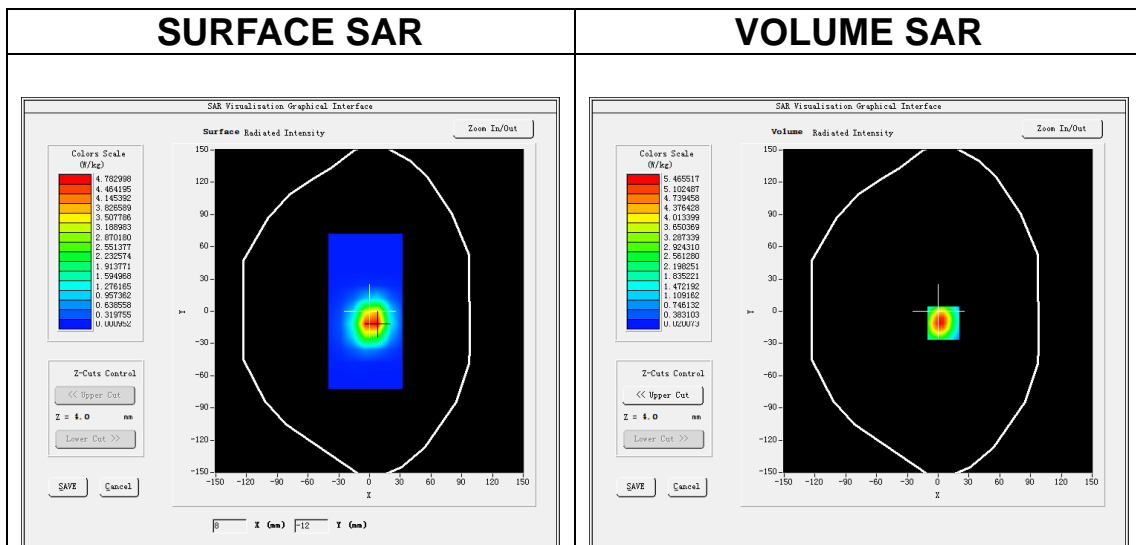 SURFACE SAR
VOLUME SAR
SAR Visualisation Graphical Interface
Surface Radiated Intensity
Zoom In/Out
Colors Scale
(W/kg)
4.782998
4.464195
4.145392
3.826589
3.507786
3.188983
2.870180
2.551377
2.232574
1.913771
1.594968
1.276165
0.957362
0.638558
0.319755
0.000952
150
120
90
60
30
0
-30
-60
-90
-120
-150
Y
-150 -120 -90 -60 -30 0 30 60 90 120 150
X
Z-Cuts Control
<< Upper Cut
Z = 4.0 mm
Lower Cut >>
SAVE Cancel
8 X (mm) -12 Y (mm)
SAR Visualisation Graphical Interface
Volume Radiated Intensity
Zoom In/Out
Colors Scale
(W/kg)
5.465517
5.102487
4.739458
4.376428
4.013399
3.650369
3.287339
2.924310
2.561280
2.198251
1.835221
1.472192
1.109162
0.746132
0.383103
0.020073
150
120
90
60
30
0
-30
-60
-90
-120
-150
Y
-150 -120 -90 -60 -30 0 30 60 90 120 150
X
Z-Cuts Control
<< Upper Cut
Z = 4.0 mm
Lower Cut >>
SAVE Cancel